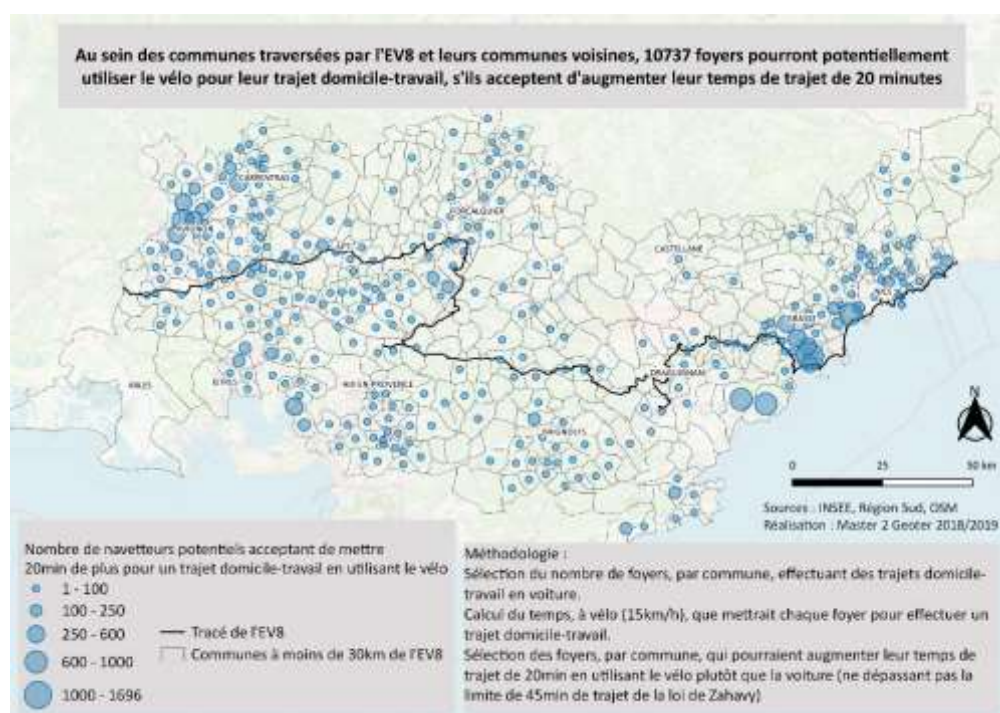 Au sein des communes traversées par l'EV8 et leurs communes voisines, 10737 foyers pourront potentiellement
utiliser le vélo pour leur trajet domicile-travail, s'ils acceptent d'augmenter leur temps de trajet de 20 minutes
CARPENTRAS
FORCALQUIER
APT
CASTELLANE
GRASSE
DRAGUIGNAN
ARLES
ISTRES
AIX-EN-PROVENCE
BRIGNOLES
N
0 25 50 km
Sources : INSEE, Région Sud, OSM
Réalisation : Master 2 Geoter 2018/2019
Nombre de navetteurs potentiels acceptant de mettre
20min de plus pour un trajet domicile-travail en utilisant le vélo
1 - 100
100 - 250
250 - 600
600 - 1000
1000 - 1696
Tracé de l'EV8
Communes à moins de 30km de l'EV8
Méthodologie :
Sélection du nombre de foyers, par commune, effectuant des trajets domicile-
travail en voiture.
Calcul du temps, à vélo (15km/h), que mettrait chaque foyer pour effectuer un
trajet domicile-travail.
Sélection des foyers, par commune, qui pourraient augmenter leur temps de
trajet de 20min en utilisant le vélo plutôt que la voiture (ne dépassant pas la
limite de 45min de trajet de la loi de Zahavy)